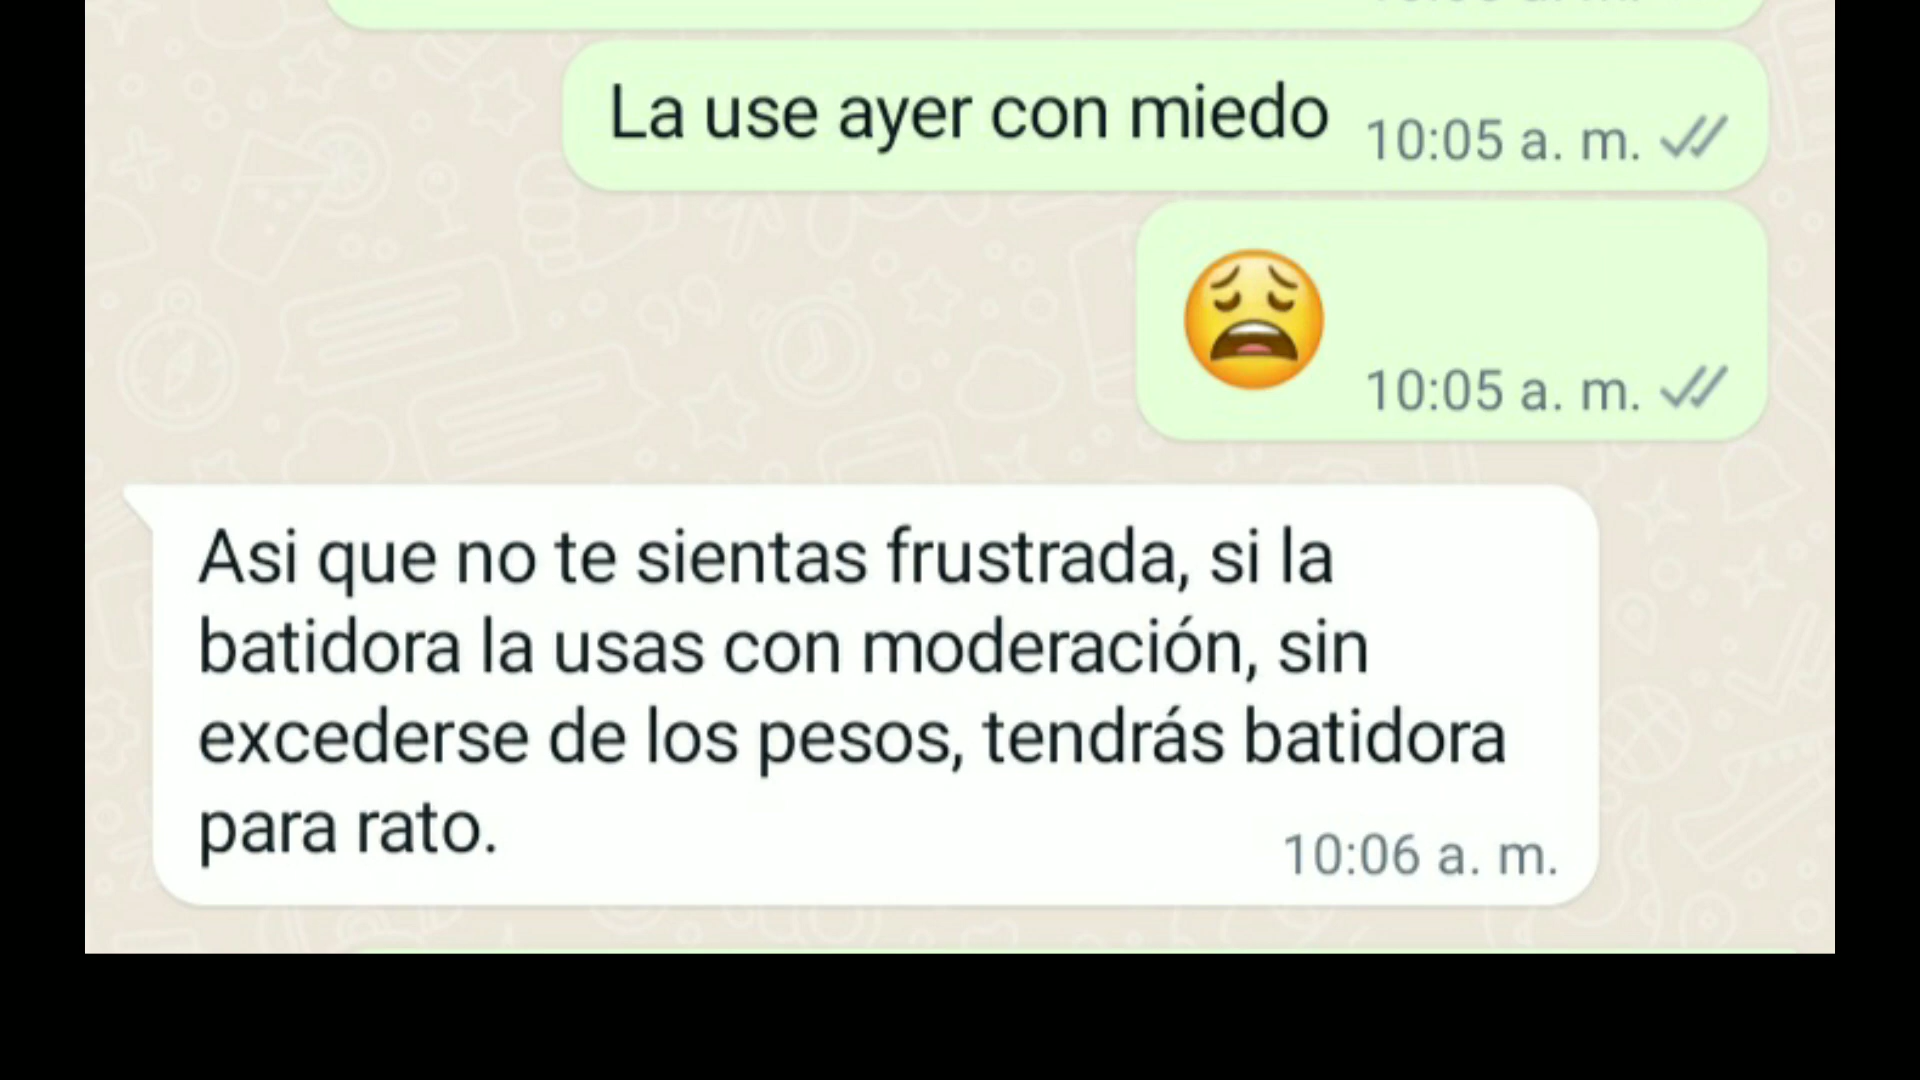 La use ayer con miedo 10:05 a. m.
😩
10:05 a. m.
Asi que no te sientas frustrada, si la
batidora la usas con moderación, sin
excederse de los pesos, tendrás batidora
para rato.
10:06 a. m.